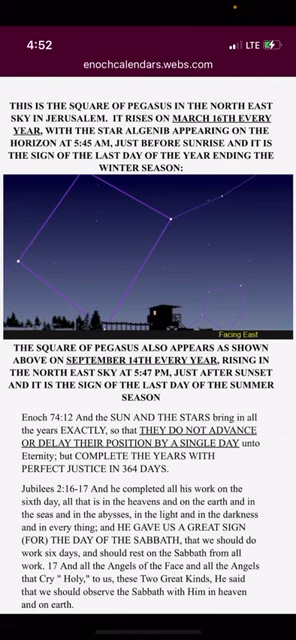 4:52
LTE
enochcalendars.webs.com
THIS IS THE SQUARE OF PEGASUS IN THE NORTH EAST
SKY IN JERUSALEM. IT RISES ON MARCH 16TH EVERY
YEAR, WITH THE STAR ALGENIB APPEARING ON THE
HORIZON AT 5:45 AM, JUST BEFORE SUNRISE AND IT IS
THE SIGN OF THE LAST DAY OF THE YEAR ENDING THE
WINTER SEASON:
Facing East
THE SQUARE OF PEGASUS ALSO APPEARS AS SHOWN
ABOVE ON SEPTEMBER 14TH EVERY YEAR, RISING IN
THE NORTH EAST SKY AT 5:47 PM, JUST AFTER SUNSET
AND IT IS THE SIGN OF THE LAST DAY OF THE SUMMER
SEASON
Enoch 74:12 And the SUN AND THE STARS bring in all
the years EXACTLY, so that THEY DO NOT ADVANCE
OR DELAY THEIR POSITION BY A SINGLE DAY unto
Eternity; but COMPLETE THE YEARS WITH
PERFECT JUSTICE IN 364 DAYS.
Jubilees 2:16-17 And he completed all his work on the
sixth day, all that is in the heavens and on the earth and in
the seas and in the abysses, in the light and in the darkness
and in every thing; and HE GAVE US A GREAT SIGN
(FOR) THE DAY OF THE SABBATH, that we should do
work six days, and should rest on the Sabbath from all
work. 17 And all the Angels of the Face and all the Angels
that Cry " Holy," to us, these Two Great Kinds, He said
that we should observe the Sabbath with Him in heaven
and on earth.